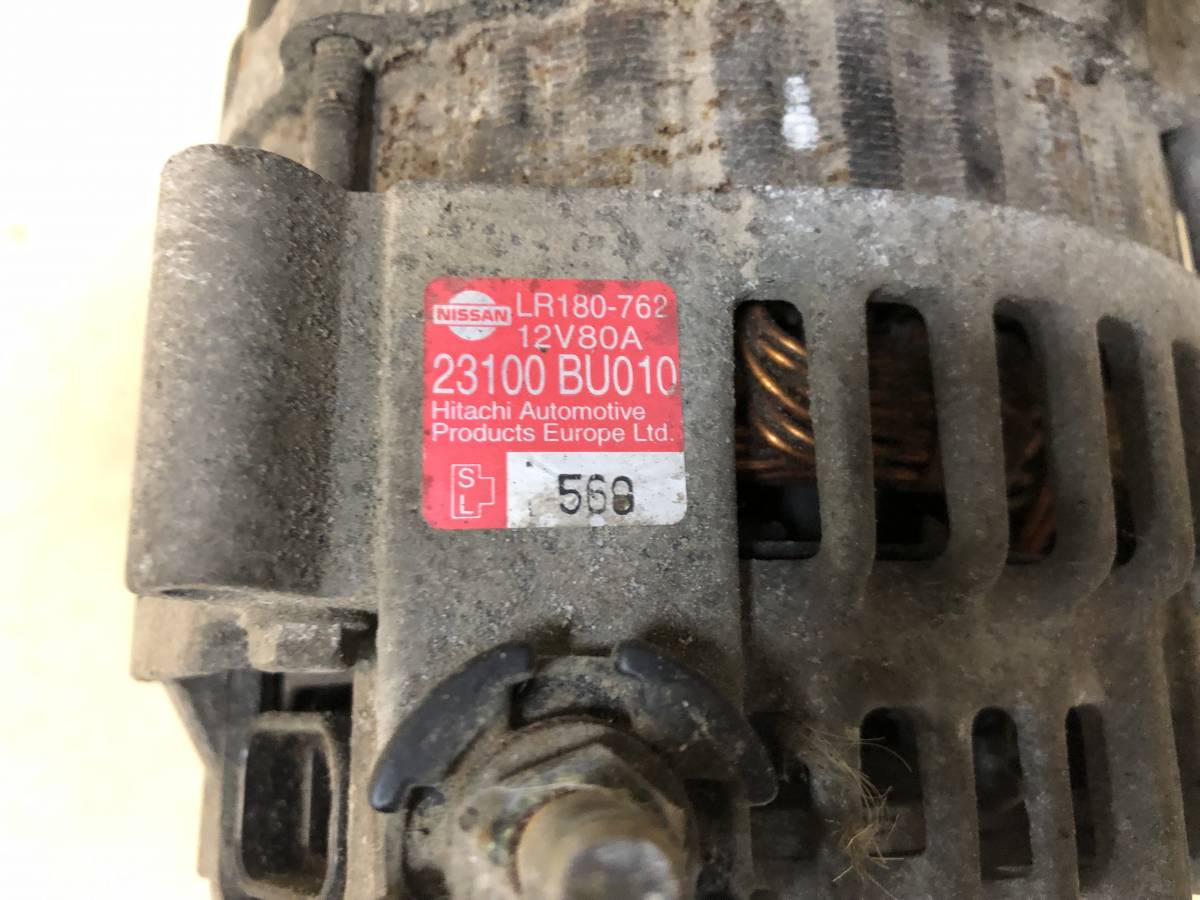 NISSAN LR180-762
12V80A
23100 BU010
Hitachi Automotive
Products Europe Ltd.
S
L
568